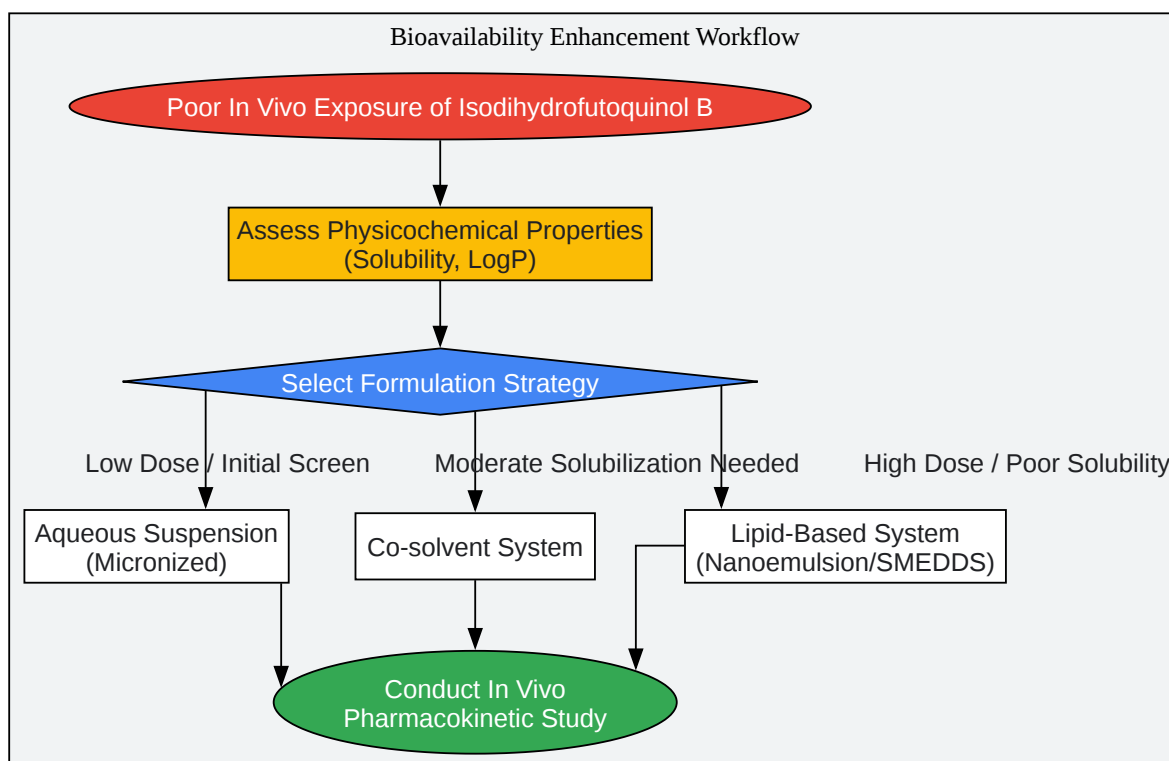 Bioavailability Enhancement Workflow
Poor In Vivo Exposure of Isodihydrofutoquinol B
Assess Physicochemical Properties
(Solubility, LogP)
Select Formulation Strategy
Low Dose / Initial Screen
Moderate Solubilization Needed
High Dose / Poor Solubility
Aqueous Suspension
(Micronized)
Co-solvent System
Lipid-Based System
(Nanoemulsion/SMEDDS)
Conduct In Vivo
Pharmacokinetic Study